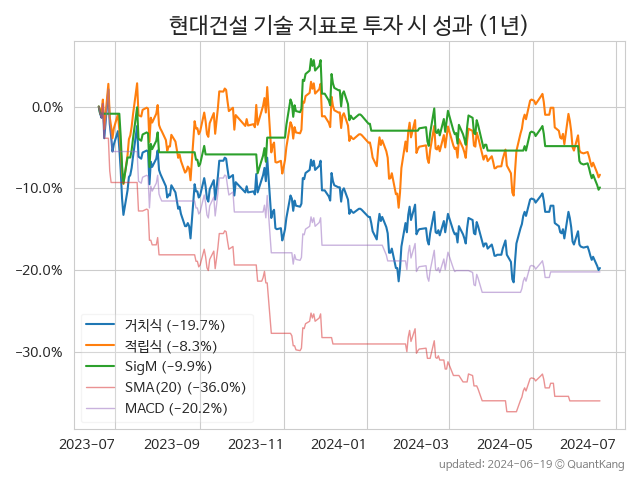 현대건설 기술 지표로 투자 시 성과 (1년)
0.0%
−10.0%
−20.0%
−30.0%
거치식 (−19.7%)
적립식 (−8.3%)
SigM (−9.9%)
SMA(20) (−36.0%)
MACD (−20.2%)
2023-07 2023-09 2023-11 2024-01 2024-03 2024-05 2024-07
updated: 2024-06-19 ⓒ QuantKang